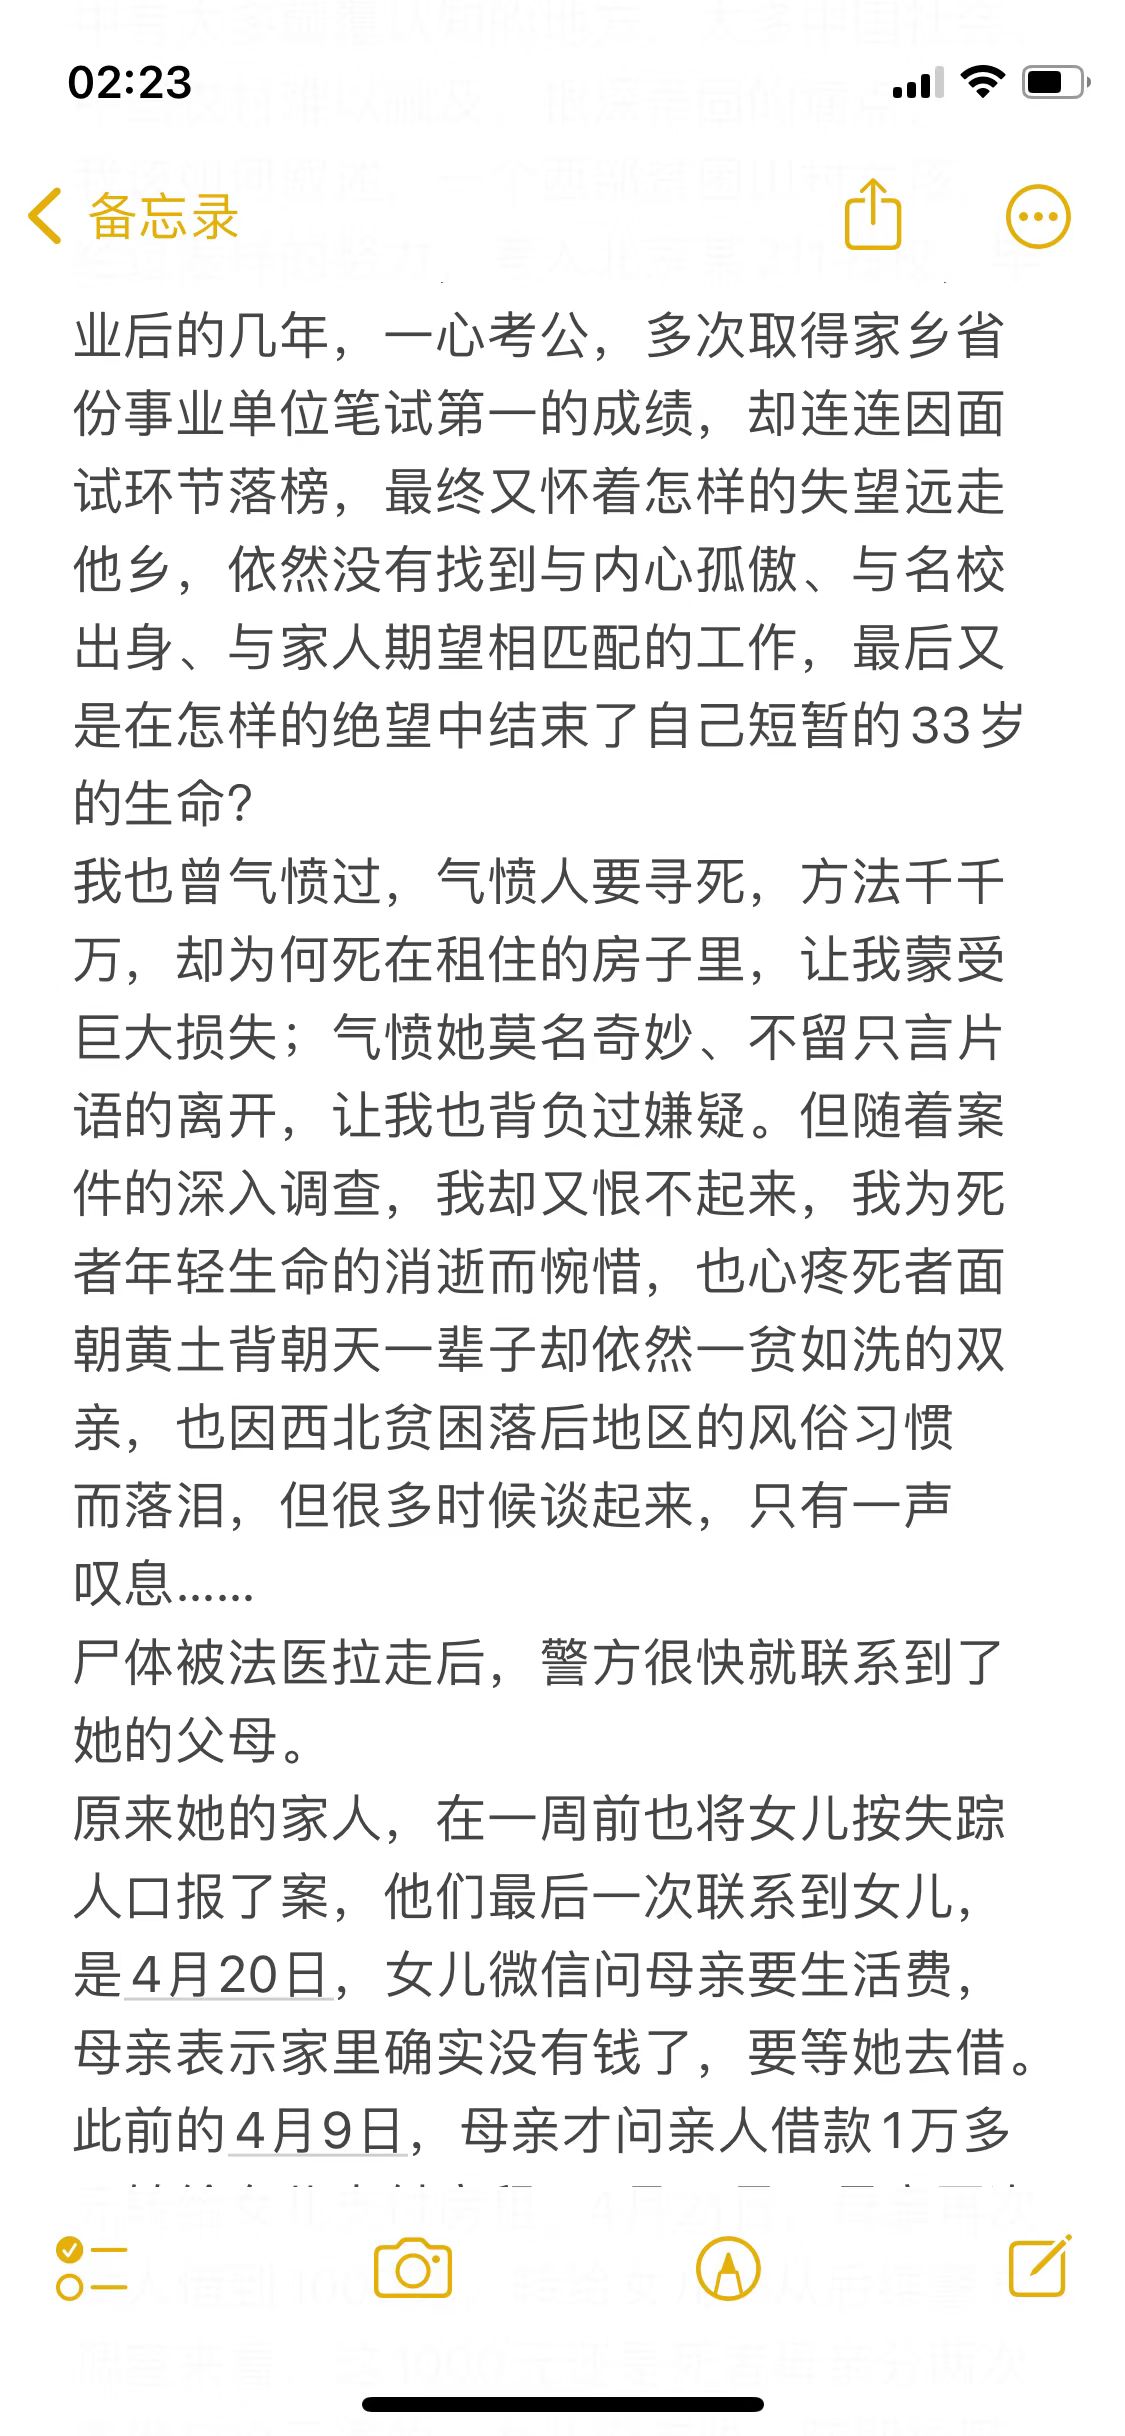 02:23
备忘录
业后的几年，一心考公，多次取得家乡省
份事业单位笔试第一的成绩，却连连因面
试环节落榜，最终又怀着怎样的失望远走
他乡，依然没有找到与内心孤傲、与名校
出身、与家人期望相匹配的工作，最后又
是在怎样的绝望中结束了自己短暂的33岁
的生命？
我也曾气愤过，气愤人要寻死，方法千千
万，却为何死在租住的房子里，让我蒙受
巨大损失；气愤她莫名奇妙、不留只言片
语的离开，让我也背负过嫌疑。但随着案
件的深入调查，我却又恨不起来，我为死
者年轻生命的消逝而惋惜，也心疼死者面
朝黄土背朝天一辈子却依然一贫如洗的双
亲，也因西北贫困落后地区的风俗习惯
而落泪，但很多时候谈起来，只有一声
叹息……
尸体被法医拉走后，警方很快就联系到了
她的父母。
原来她的家人，在一周前也将女儿按失踪
人口报了案，他们最后一次联系到女儿，
是4月20日，女儿微信问母亲要生活费，
母亲表示家里确实没有钱了，要等她去借。
此前的4月9日，母亲才问亲人借款1万多